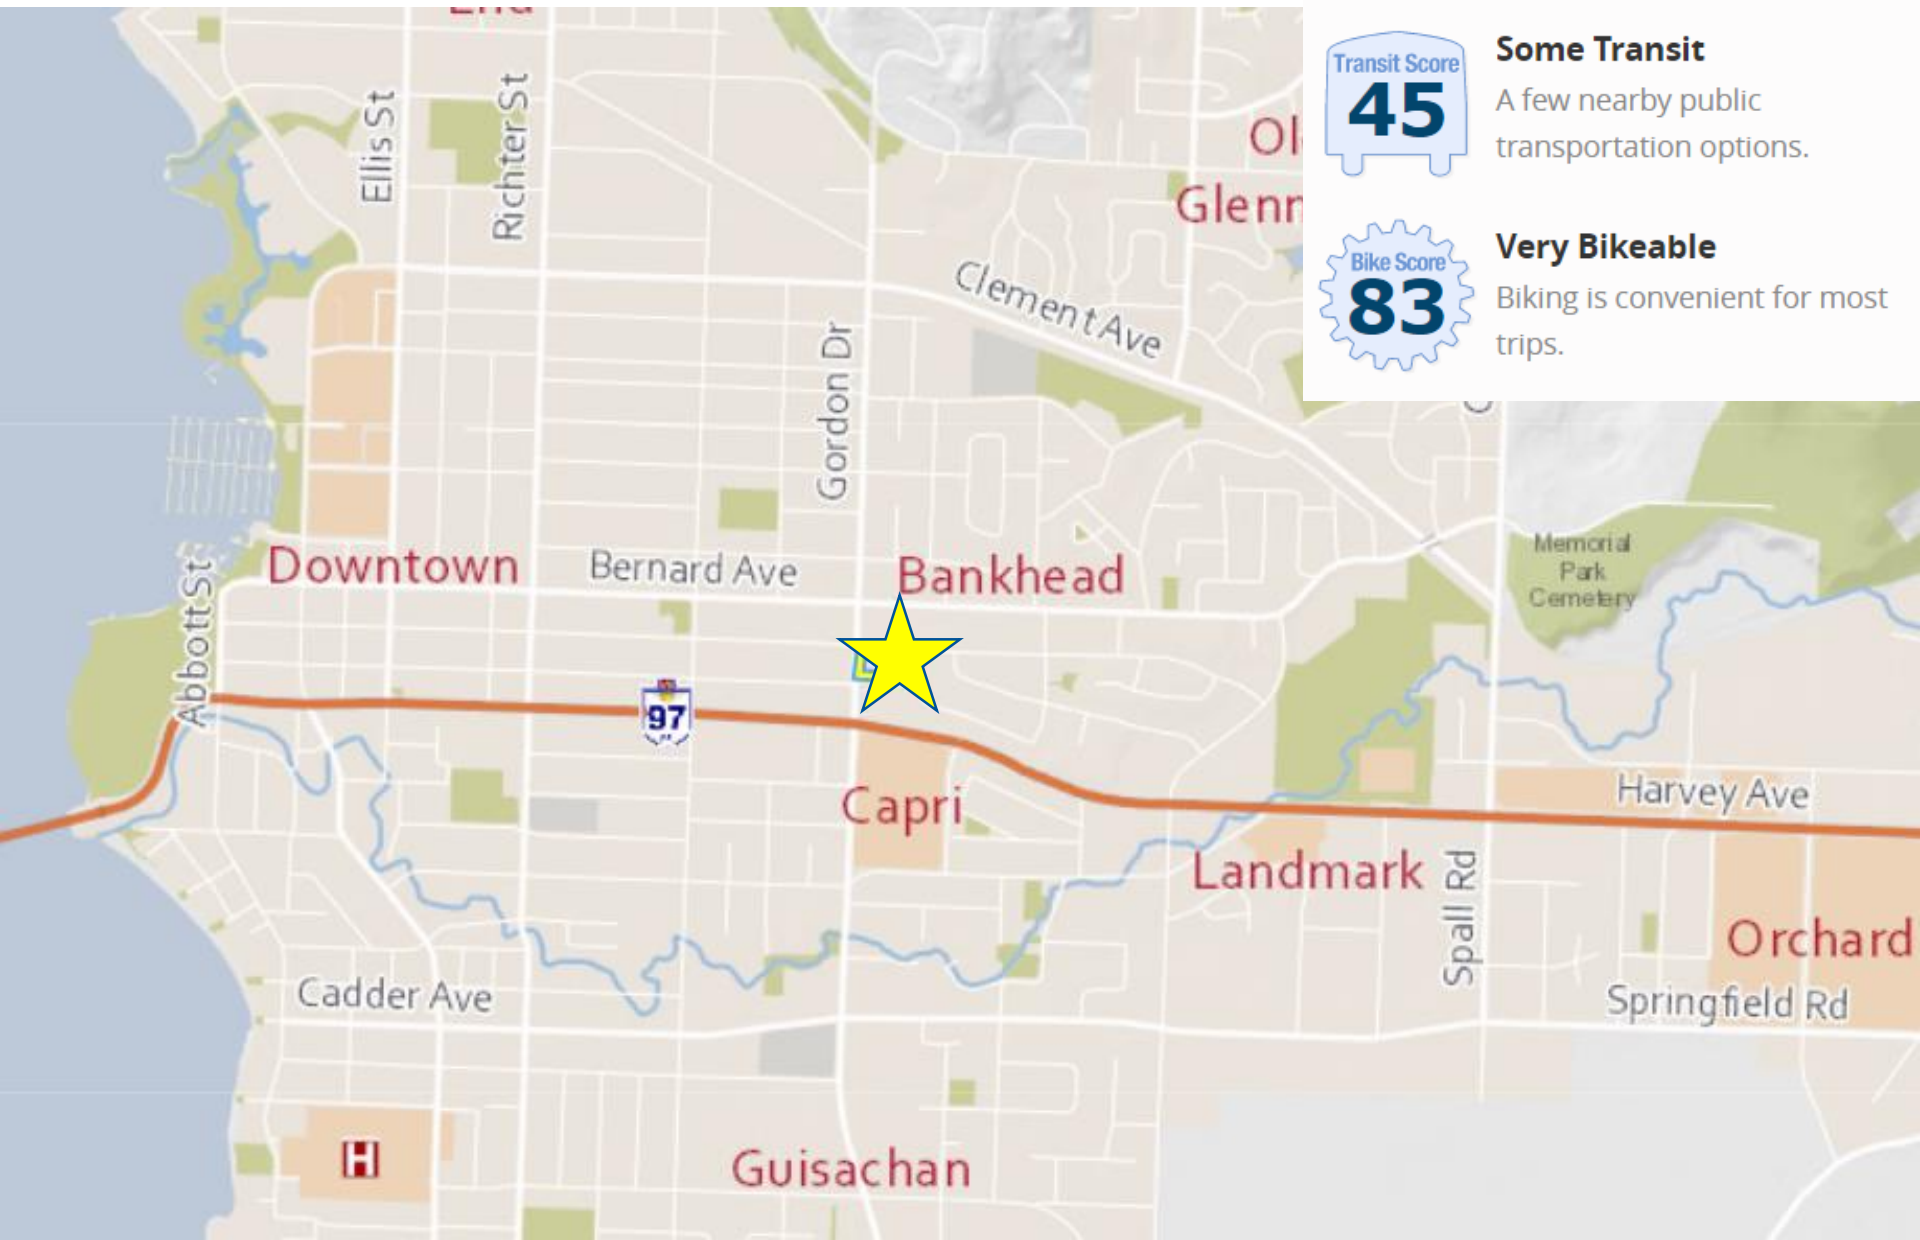 End
Transit Score
45
Some Transit
A few nearby public
transportation options.
Bike Score
83
Very Bikeable
Biking is convenient for most
trips.
Ellis St
Richter St
Ol
Glenn
Clement Ave
Gordon Dr
Memorial
Park
Cemetery
Downtown
Bernard Ave
Bankhead
Abbott St
97
Capri
Harvey Ave
Landmark
Spall Rd
Orchard
Cadder Ave
Springfield Rd
H
Guisachan